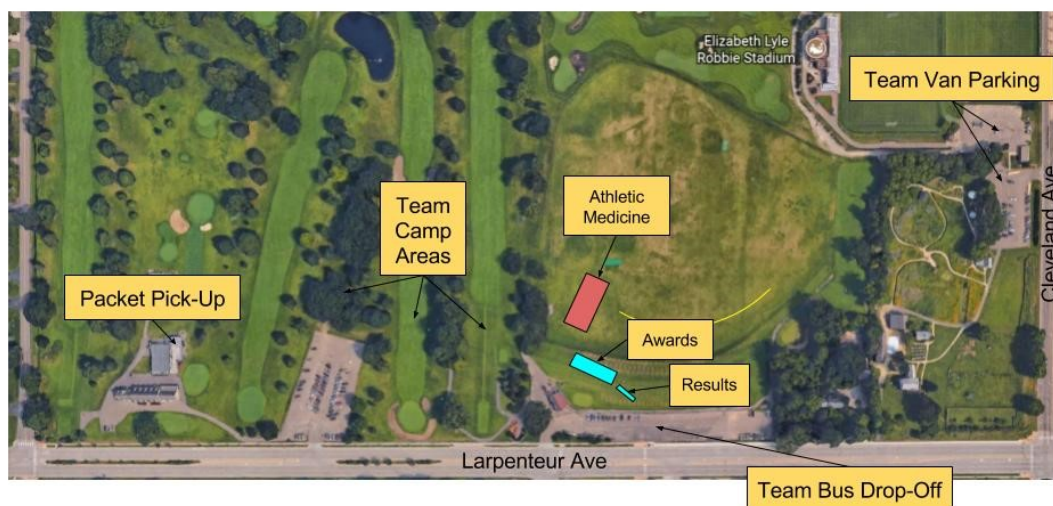 Elizabeth Lyle
Robbie Stadium
Team Van Parking
Athletic
Medicine
Team
Camp
Areas
Packet Pick-Up
Cleveland Ave
Awards
Results
Larpenteur Ave
Team Bus Drop-Off